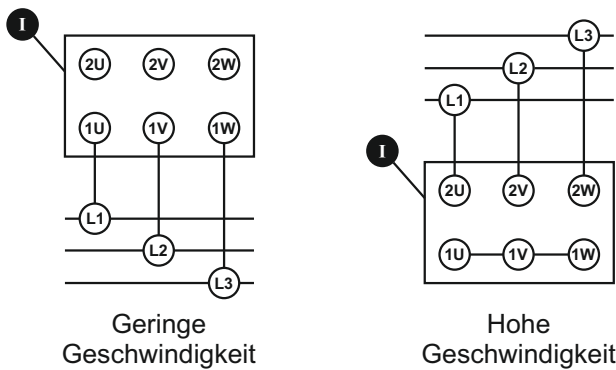 I
2U 2V 2W
1U 1V 1W
L1
L2
L3
Geringe
Geschwindigkeit
L3
L2
L1
I
2U 2V 2W
1U 1V 1W
Hohe
Geschwindigkeit